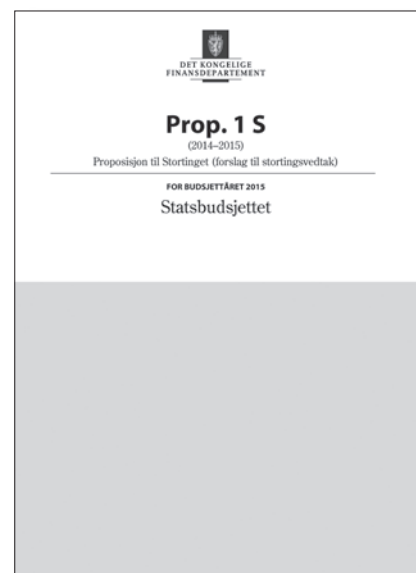 DET KONGELIGE
FINANSDEPARTEMENT
Prop. 1 S
(2014–2015)
Proposisjon til Stortinget (forslag til stortingsvedtak)
FOR BUDSJETTÅRET 2015
Statsbudsjettet